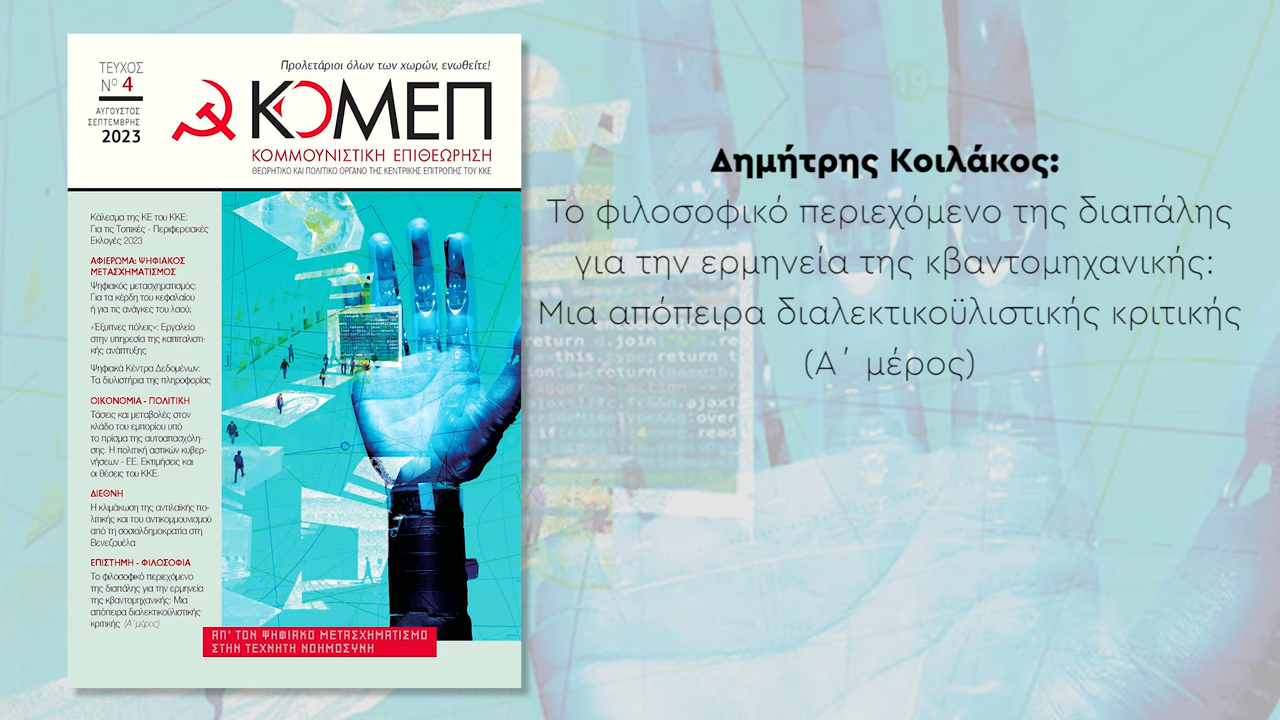 ΤΕΥΧΟΣ
Νο 4
ΑΥΓΟΥΣΤΟΣ
ΣΕΠΤΕΜΒΡΗΣ
2023
Προλετάριοι όλων των χωρών, ενωθείτε!
ΚΟΜΕΠ
ΚΟΜΜΟΥΝΙΣΤΙΚΗ ΕΠΙΘΕΩΡΗΣΗ
ΘΕΩΡΗΤΙΚΟ ΚΑΙ ΠΟΛΙΤΙΚΟ ΟΡΓΑΝΟ ΤΗΣ ΚΕΝΤΡΙΚΗΣ ΕΠΙΤΡΟΠΗΣ ΤΟΥ ΚΚΕ
Κάλεσμα της ΚΕ του ΚΚΕ:
Για τις Τοπικές - Περιφερειακές
Εκλογές 2023
ΑΦΙΕΡΩΜΑ: ΨΗΦΙΑΚΟΣ
ΜΕΤΑΣΧΗΜΑΤΙΣΜΟΣ
Ψηφιακός μετασχηματισμός:
Για τα κέρδη του κεφαλαίου
ή για τις ανάγκες του λαού;
«Έξυπνες πόλεις»: Εργαλείο
στην υπηρεσία της καπιταλιστι-
κής ανάπτυξης
Ψηφιακά Κέντρα Δεδομένων:
Τα διυλιστήρια της πληροφορίας
ΟΙΚΟΝΟΜΙΑ - ΠΟΛΙΤΙΚΗ
Τάσεις και μεταβολές στον
κλάδο του εμπορίου υπό
το πρίσμα της αυτοαπασχόλη-
σης. Η πολιτική αστικών κυβερ-
νήσεων - ΕΕ. Εκτιμήσεις και
οι θέσεις του ΚΚΕ.
ΔΙΕΘΝΗ
Η κλιμάκωση της αντιλαϊκής πο-
λιτικής και του αντικομμουνισμού
από τη σοσιαλδημοκρατία στη
Βενεζουέλα
ΕΠΙΣΤΗΜΗ - ΦΙΛΟΣΟΦΙΑ
Το φιλοσοφικό περιεχόμενο
της διαπάλης για την ερμηνεία
της κβαντομηχανικής: Μια
απόπειρα διαλεκτικοϋλιστικής
κριτικής (Α΄ μέρος)
ΑΠ' ΤΟΝ ΨΗΦΙΑΚΟ ΜΕΤΑΣΧΗΜΑΤΙΣΜΟ
ΣΤΗΝ ΤΕΧΝΗΤΗ ΝΟΗΜΟΣΥΝΗ
Δημήτρης Κοιλάκος:
Το φιλοσοφικό περιεχόμενο της διαπάλης
για την ερμηνεία της κβαντομηχανικής:
Μια απόπειρα διαλεκτικοϋλιστικής κριτικής
(Α΄ μέρος)